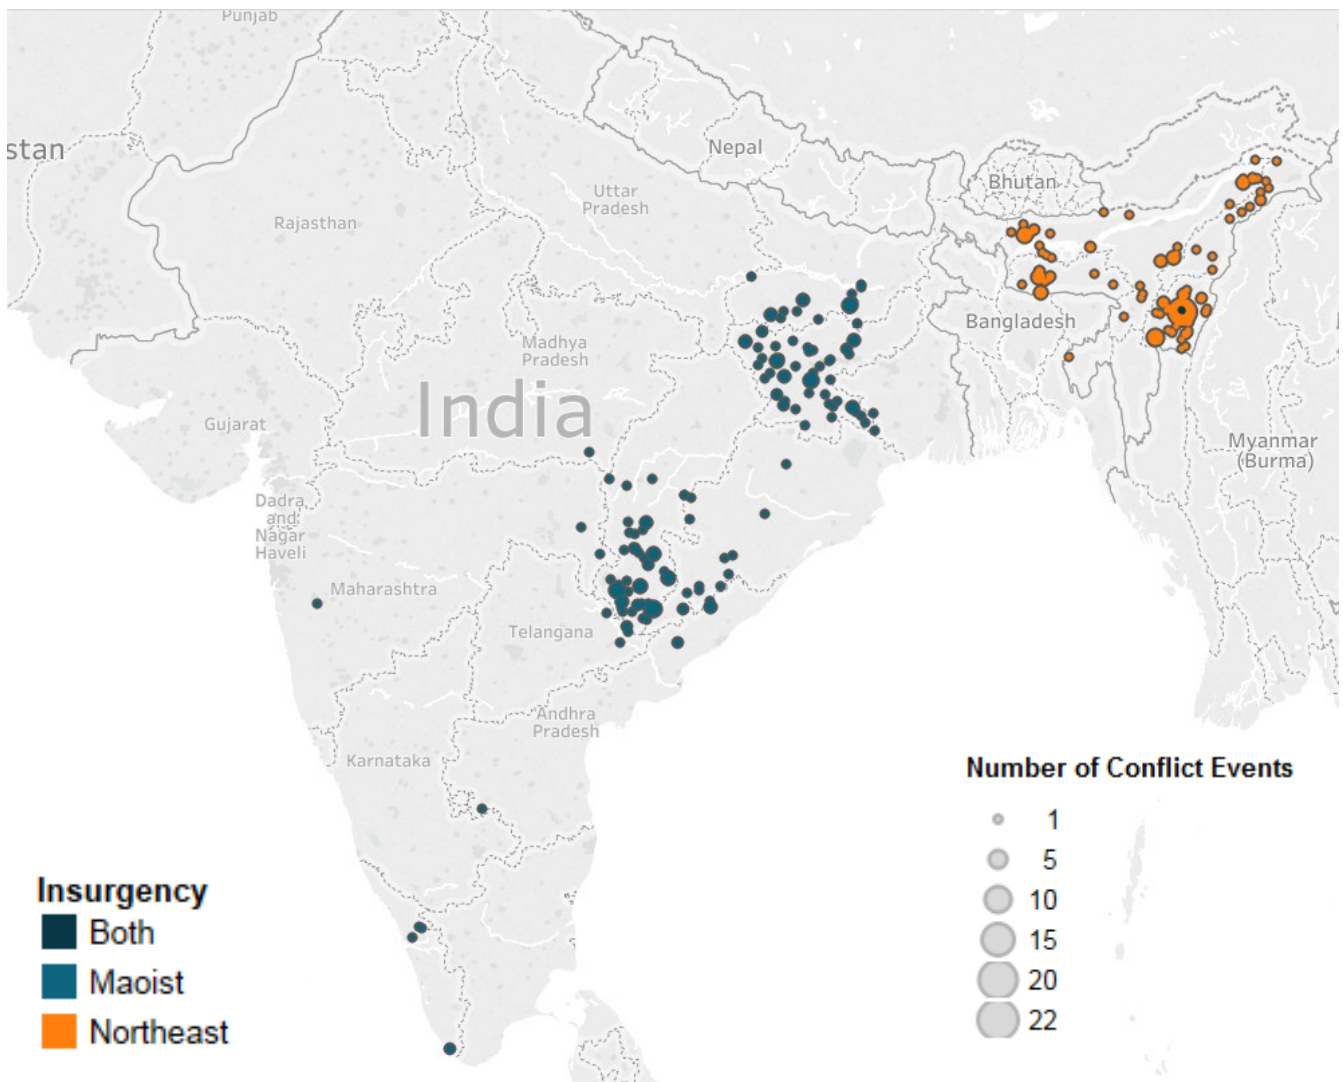 Punjab
stan
Nepal
Bhutan
Uttar
Pradesh
Rajasthan
Bangladesh
Madhya
Pradesh
India
Gujarat
Myanmar
(Burma)
Dadra
and
Nagar
Haveli
Maharashtra
Telangana
Andhra
Pradesh
Karnataka
Number of Conflict Events
1
5
10
15
20
22
Insurgency
Both
Maoist
Northeast